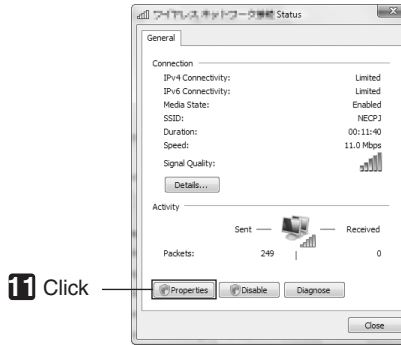 ワイヤレス ネットワーク接続 Status
General
Connection
IPv4 Connectivity: Limited
IPv6 Connectivity: Limited
Media State: Enabled
SSID: NECPJ
Duration: 00:11:40
Speed: 11.0 Mbps
Signal Quality:
Details...
Activity
Sent Received
Packets: 249 0
11 Click
Properties Disable Diagnose
Close